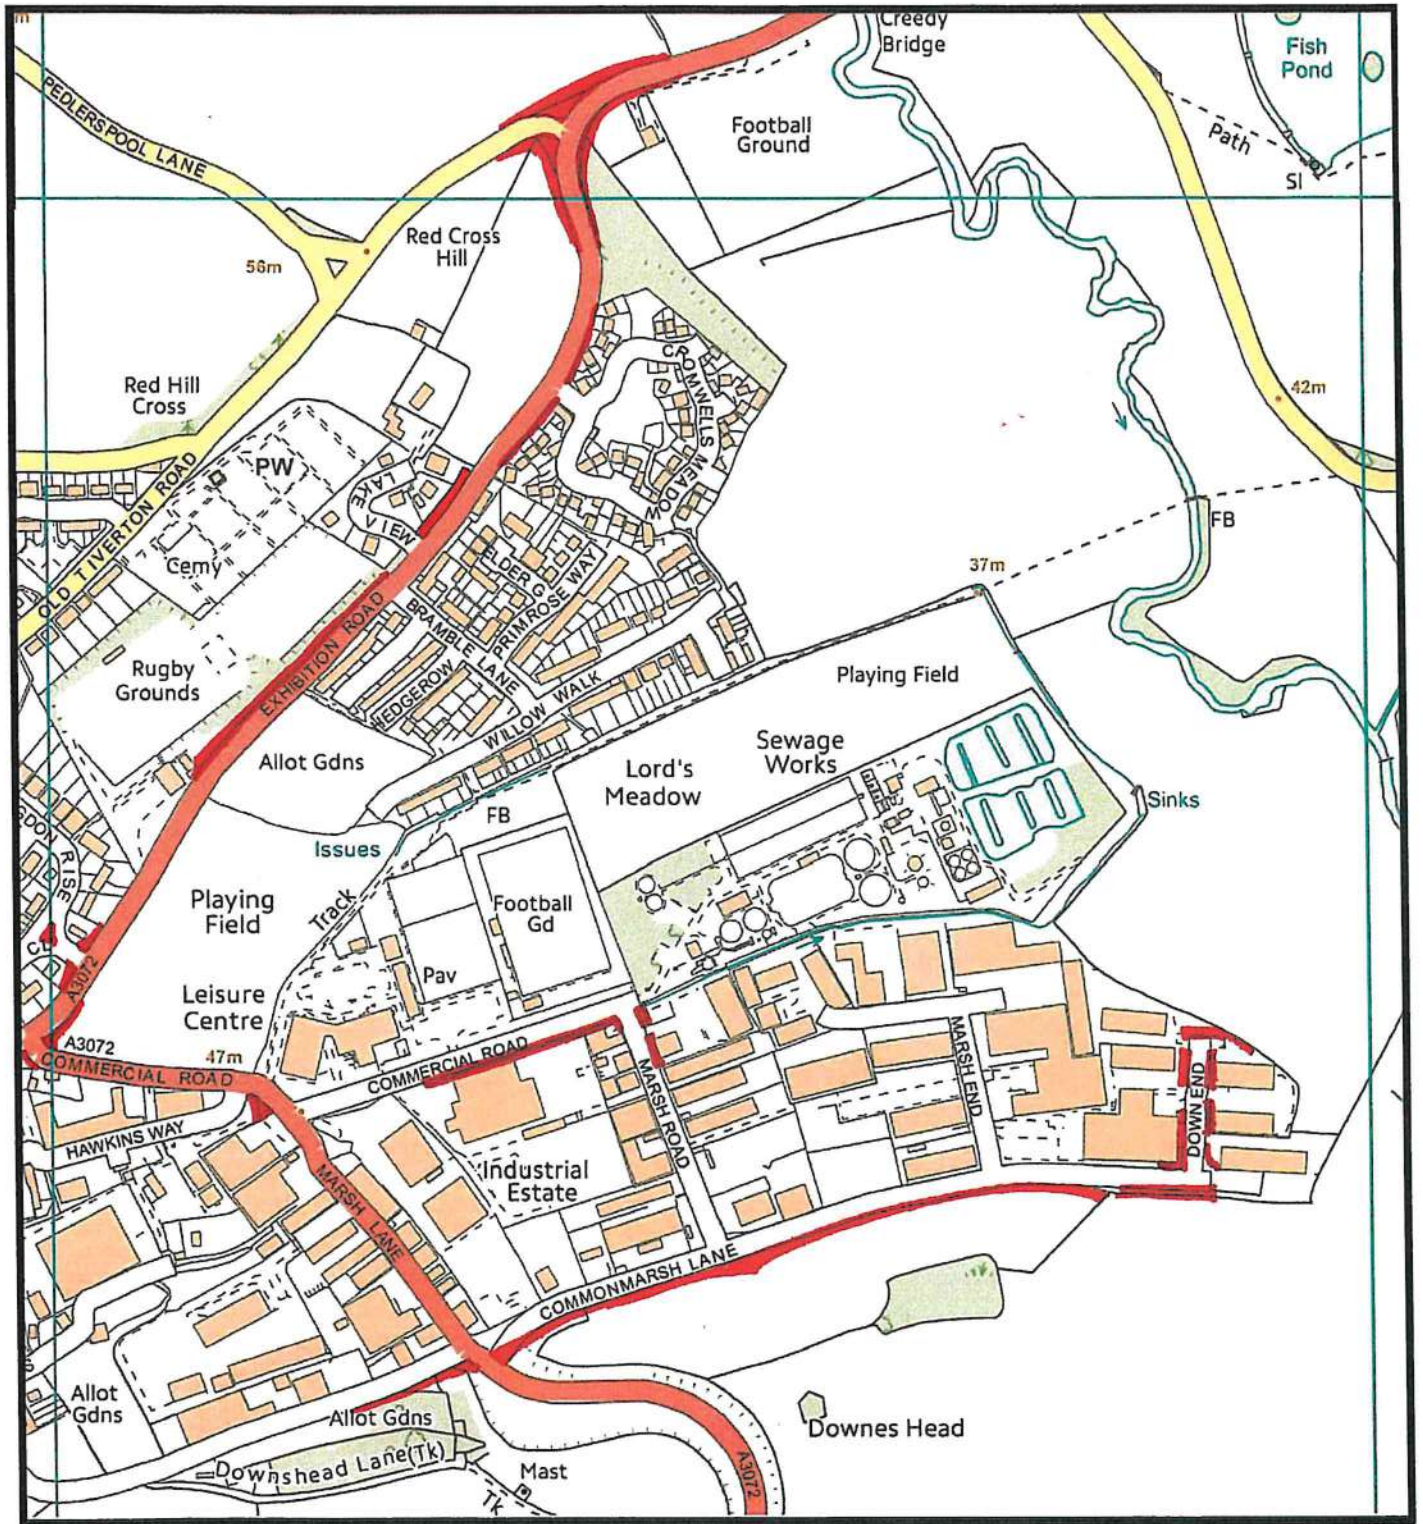 Creedy
Bridge
Fish
Pond
PEDLERSPOOL LANE
Football
Ground
Path
SI
Red Cross
Hill
56m
CROMWELLS MEADOW
42m
Red Hill
Cross
OLD TIVERTON ROAD
PW
LAKE VIEW
FB
Cemy
ELDER G
PRIMROSE WAY
37m
EXHIBITION ROAD
BRAMBLE LANE
HEDGEROW
Rugby
Grounds
WILLOW WALK
Playing Field
Allot Gdns
Sewage
Works
Lord's
Meadow
FB
Sinks
GDON RISE
Issues
Playing
Field
Track
Football
Gd
CL
A3072
Pav
Leisure
Centre
A3072
COMMERCIAL ROAD
47m
COMMERCIAL ROAD
MARSH ROAD
MARSH END
DOWN END
HAWKINS WAY
Industrial
Estate
MARSH LANE
COMMONMARSH LANE
Allot
Gdns
Allot Gdns
Downes Head
Downshead Lane(Tk)
Mast
Tk
A3072